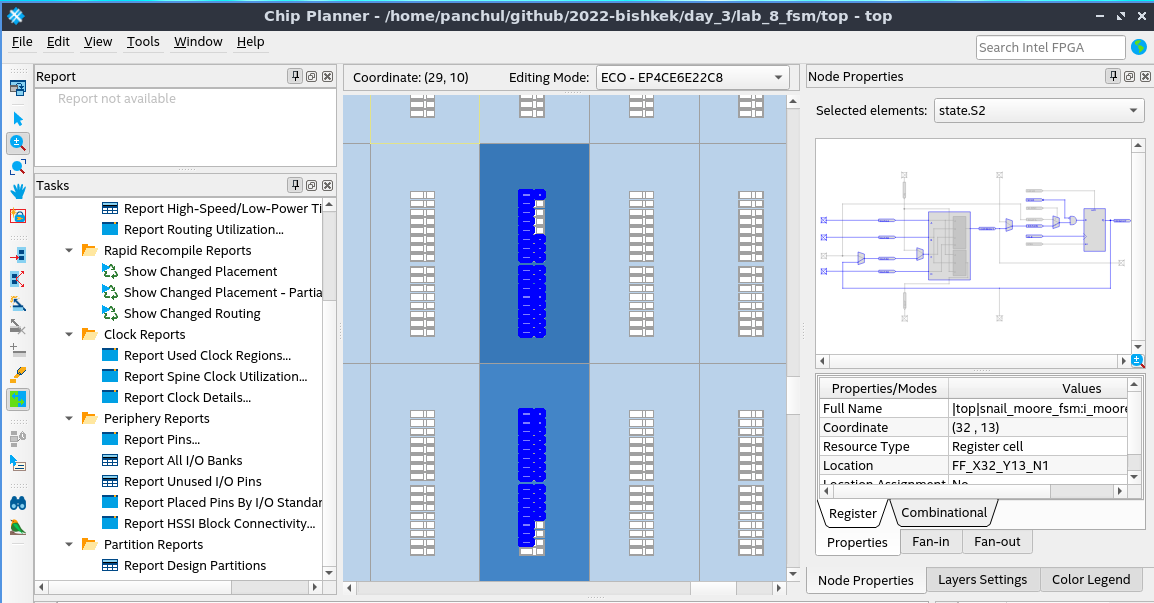 Chip Planner - /home/panchul/github/2022-bishkek/day_3/lab_8_fsm/top - top
File Edit View Tools Window Help
Search Intel FPGA
Report
Report not available
Tasks
Report High-Speed/Low-Power Ti
Report Routing Utilization...
Rapid Recompile Reports
Show Changed Placement
Show Changed Placement - Partia
Show Changed Routing
Clock Reports
Report Used Clock Regions...
Report Spine Clock Utilization...
Report Clock Details...
Periphery Reports
Report Pins...
Report All I/O Banks
Report Unused I/O Pins
Report Placed Pins By I/O Standar
Report HSSI Block Connectivity...
Partition Reports
Report Design Partitions
Coordinate: (29, 10) Editing Mode: ECO - EP4CE6E22C8
Node Properties
Selected elements: state.S2
Properties/Modes Values
Full Name |top|snail_moore_fsm:i_moore
Coordinate (32 , 13)
Resource Type Register cell
Location FF_X32_Y13_N1
Location Assignment No
Register Combinational
Properties Fan-in Fan-out
Node Properties Layers Settings Color Legend